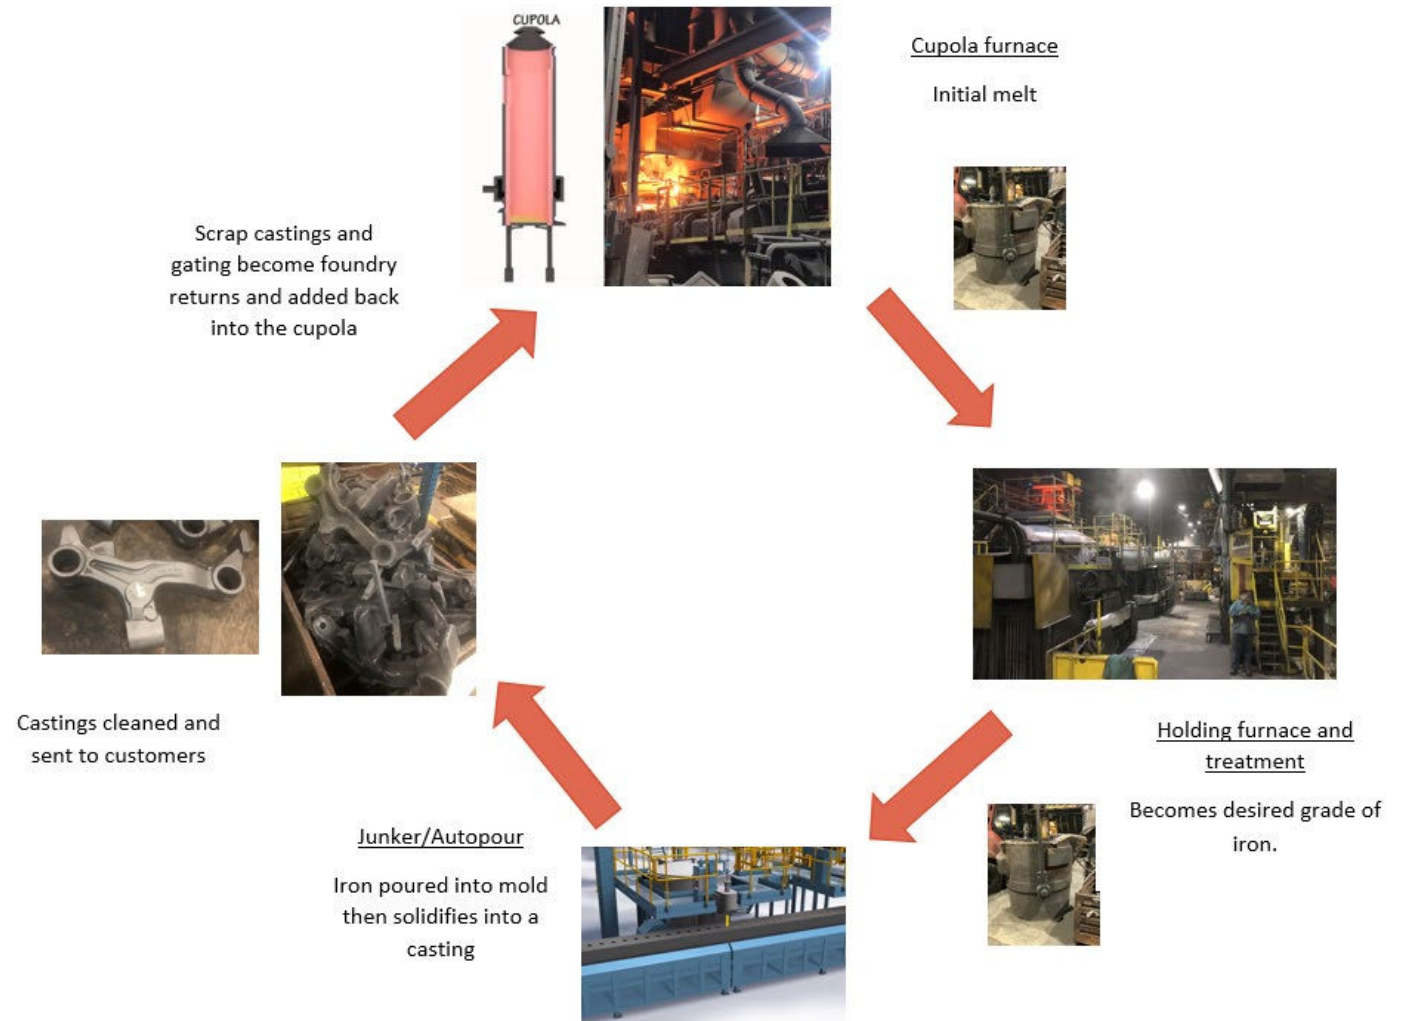 CUPOLA
Cupola furnace
Initial melt
Holding furnace and
treatment
Becomes desired grade of
iron.
Junker/Autopour
Iron poured into mold
then solidifies into a
casting
Castings cleaned and
sent to customers
Scrap castings and
gating become foundry
returns and added back
into the cupola